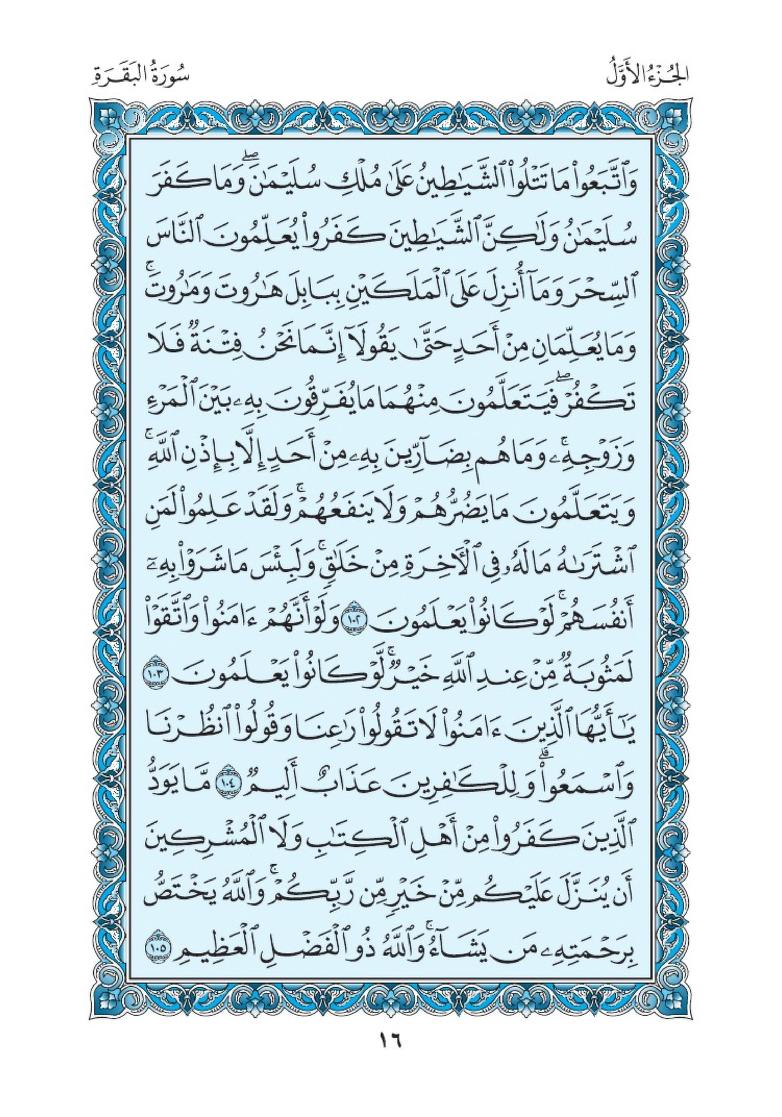 الجُزْءُ الأَوَّلُ
سُورَةُ البَقَرَةِ
وَٱتَّبَعُوا۟ مَا تَتْلُوا۟ ٱلشَّيَـٰطِينُ عَلَىٰ مُلْكِ سُلَيْمَـٰنَ ۖ وَمَا كَفَرَ
سُلَيْمَـٰنُ وَلَـٰكِنَّ ٱلشَّيَـٰطِينَ كَفَرُوا۟ يُعَلِّمُونَ ٱلنَّاسَ
ٱلسِّحْرَ وَمَآ أُنزِلَ عَلَى ٱلْمَلَكَيْنِ بِبَابِلَ هَـٰرُوتَ وَمَـٰرُوتَ ۚ
وَمَا يُعَلِّمَانِ مِنْ أَحَدٍ حَتَّىٰ يَقُولَآ إِنَّمَا نَحْنُ فِتْنَةٌ فَلَا
تَكْفُرْ ۖ فَيَتَعَلَّمُونَ مِنْهُمَا مَا يُفَرِّقُونَ بِهِۦ بَيْنَ ٱلْمَرْءِ
وَزَوْجِهِۦ ۚ وَمَا هُم بِضَآرِّينَ بِهِۦ مِنْ أَحَدٍ إِلَّا بِإِذْنِ ٱللَّهِ ۚ
وَيَتَعَلَّمُونَ مَا يَضُرُّهُمْ وَلَا يَنفَعُهُمْ ۚ وَلَقَدْ عَلِمُوا۟ لَمَنِ
ٱشْتَرَىٰهُ مَا لَهُۥ فِى ٱلْـَٔاخِرَةِ مِنْ خَلَـٰقٍ ۚ وَلَبِئْسَ مَا شَرَوْا۟ بِهِۦٓ
أَنفُسَهُمْ ۚ لَوْ كَانُوا۟ يَعْلَمُونَ ١٠٢ وَلَوْ أَنَّهُمْ ءَامَنُوا۟ وَٱتَّقَوْا۟
لَمَثُوبَةٌ مِّنْ عِندِ ٱللَّهِ خَيْرٌ ۖ لَّوْ كَانُوا۟ يَعْلَمُونَ ١٠٣
يَـٰٓأَيُّهَا ٱلَّذِينَ ءَامَنُوا۟ لَا تَقُولُوا۟ رَٰعِنَا وَقُولُوا۟ ٱنظُرْنَا
وَٱسْمَعُوا۟ ۗ وَلِلْكَـٰفِرِينَ عَذَابٌ أَلِيمٌ ١٠٤ مَّا يَوَدُّ
ٱلَّذِينَ كَفَرُوا۟ مِنْ أَهْلِ ٱلْكِتَـٰبِ وَلَا ٱلْمُشْرِكِينَ
أَن يُنَزَّلَ عَلَيْكُم مِّنْ خَيْرٍ مِّن رَّبِّكُمْ ۗ وَٱللَّهُ يَخْتَصُّ
بِرَحْمَتِهِۦ مَن يَشَآءُ ۚ وَٱللَّهُ ذُو ٱلْفَضْلِ ٱلْعَظِيمِ ١٠٥
١٦